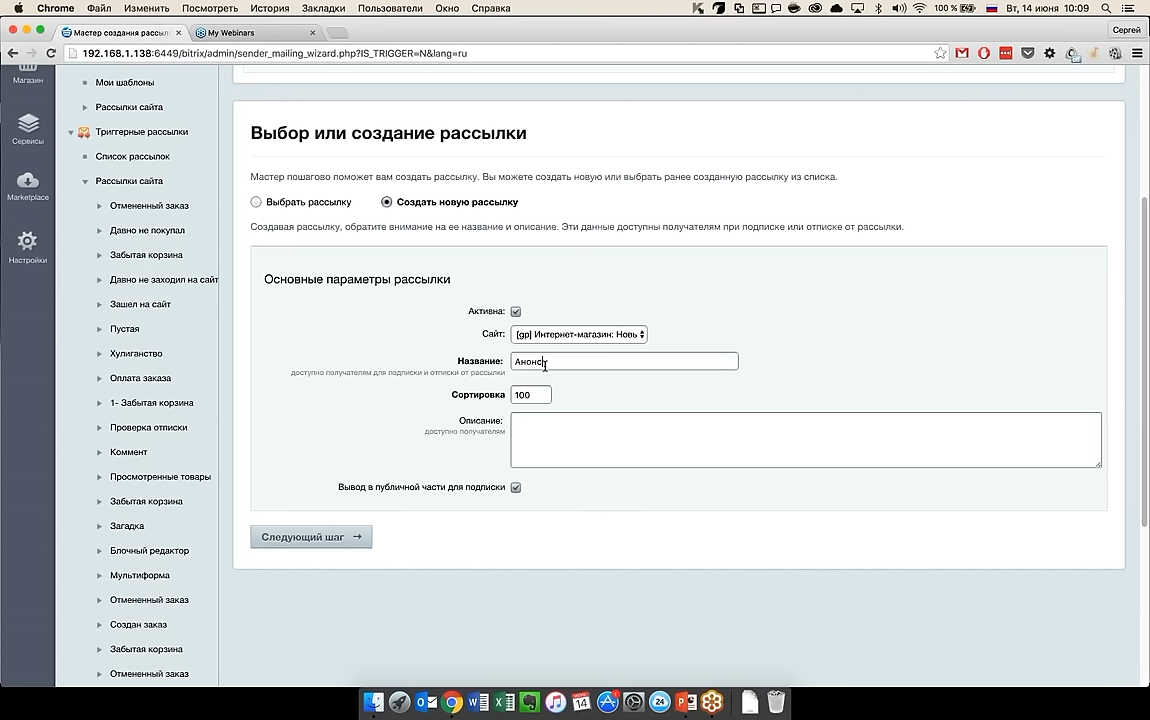 Chrome Файл Изменить Посмотреть История Закладки Пользователи Окно Справка 100 % Вт, 14 июня 10:09
Мастер создания рассыл My Webinars Сергей
192.168.1.138:6449/bitrix/admin/sender_mailing_wizard.php?IS_TRIGGER=N&lang=ru
Магазин
Сервисы
Marketplace
Настройки
Мои шаблоны
Рассылки сайта
Триггерные рассылки
Список рассылок
Рассылки сайта
Отмененный заказ
Давно не покупал
Забытая корзина
Давно не заходил на сайт
Зашел на сайт
Пустая
Хулиганство
Оплата заказа
1- Забытая корзина
Проверка отписки
Коммент
Просмотренные товары
Забытая корзина
Загадка
Блочный редактор
Мультиформа
Отмененный заказ
Создан заказ
Забытая корзина
Отмененный заказ
Выбор или создание рассылки
Мастер пошагово поможет вам создать рассылку. Вы можете создать новую или выбрать ранее созданную рассылку из списка.
Выбрать рассылку Создать новую рассылку
Создавая рассылку, обратите внимание на ее название и описание. Эти данные доступны получателям при подписке или отписке от рассылки.
Основные параметры рассылки
Активна:
Сайт: [gp] Интернет-магазин: Новь
Название: Анонс
доступно получателям для подписки и отписки от рассылки
Сортировка 100
Описание:
доступно получателям
Вывод в публичной части для подписки
Следующий шаг →
14
24